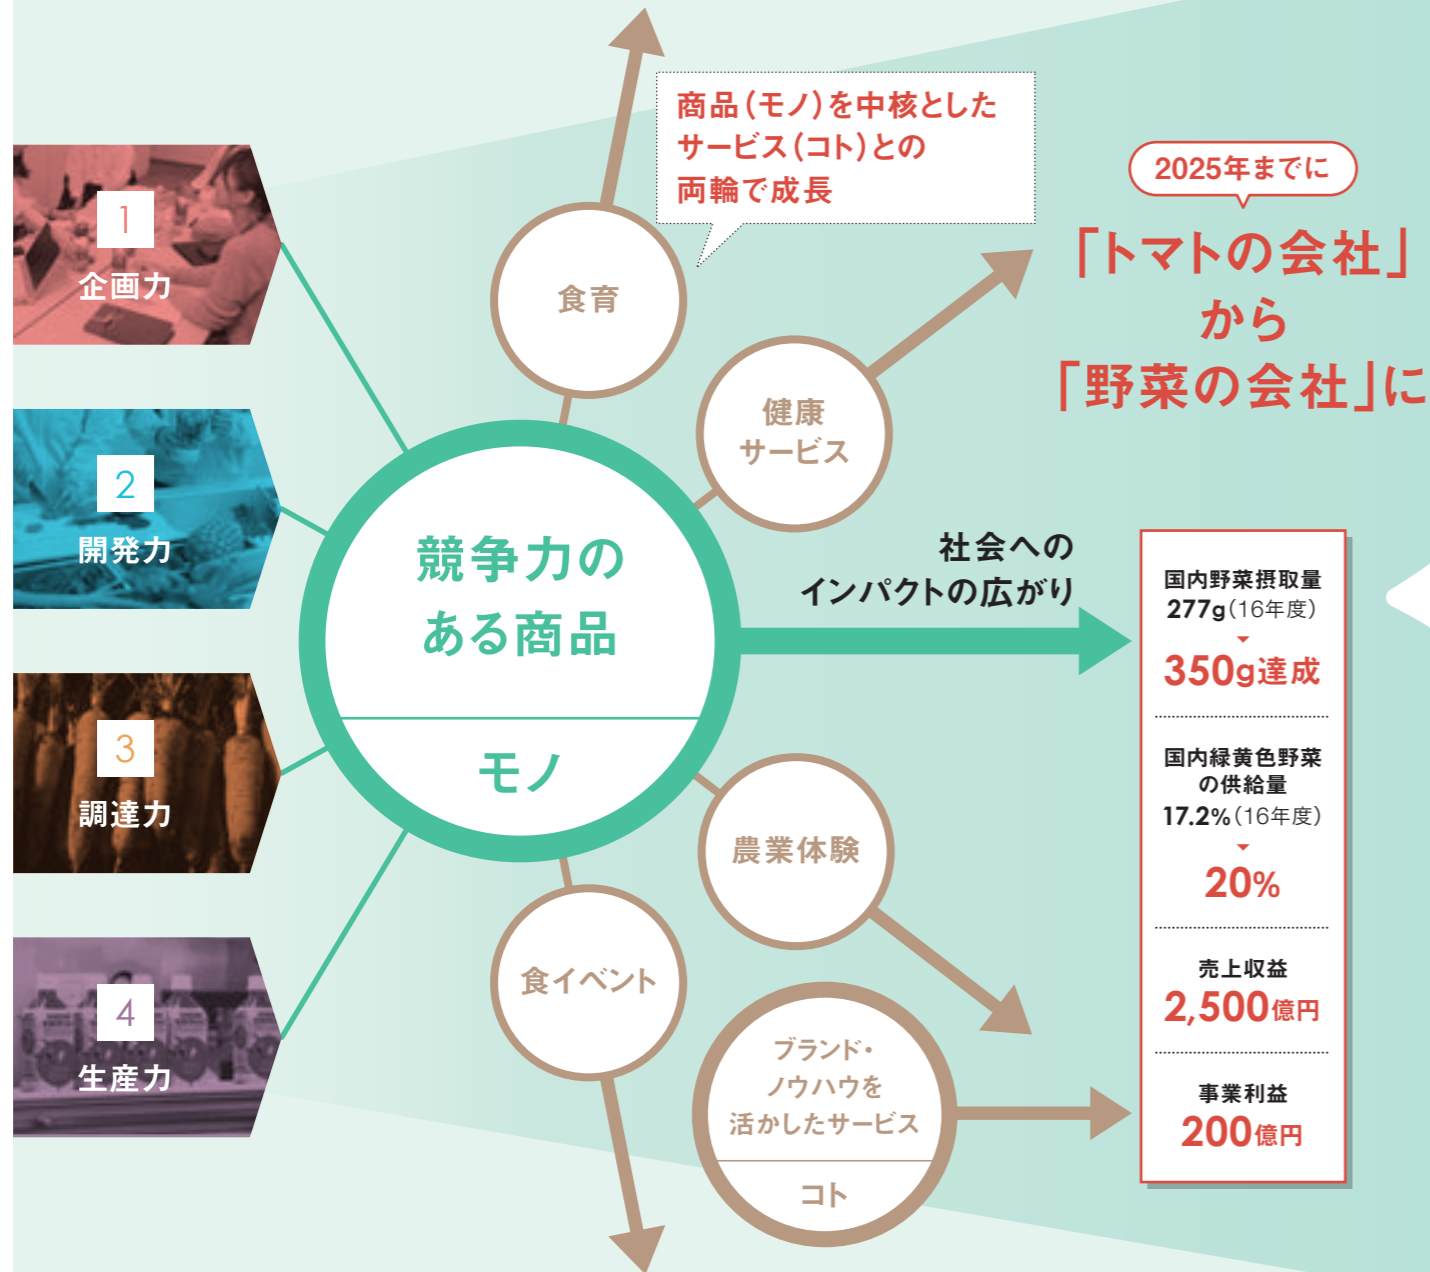 1
企画力
2
開発力
3
調達力
4
生産力
商品（モノ）を中核とした
サービス（コト）との
両輪で成長
食育
健康
サービス
競争力の
ある商品
モノ
農業体験
食イベント
ブランド・
ノウハウを
活かしたサービス
コト
社会への
インパクトの広がり
2025年までに
「トマトの会社」
から
「野菜の会社」に
国内野菜摂取量
277g（16年度）
350g達成
国内緑黄色野菜
の供給量
17.2%（16年度）
20%
売上収益
2,500億円
事業利益
200億円